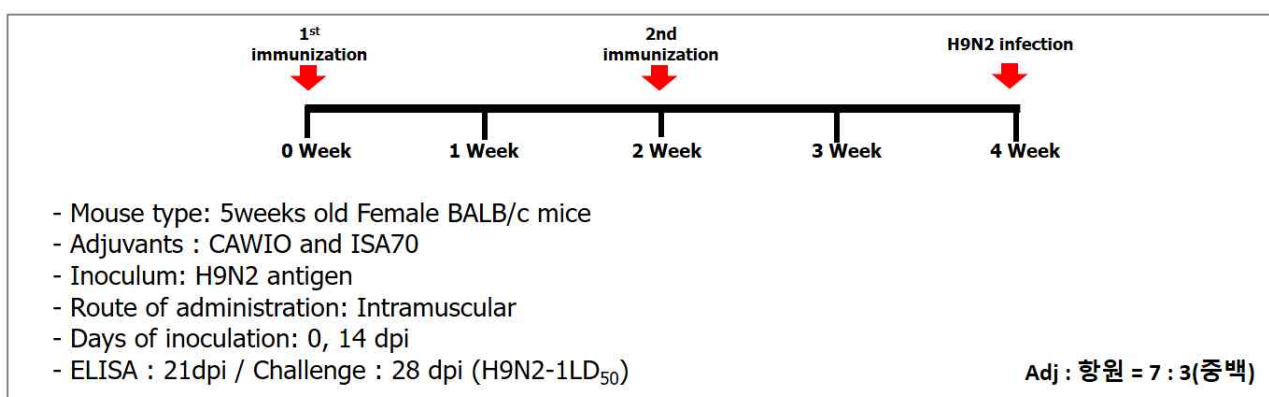 1st
immunization
2nd
immunization
H9N2 infection
0 Week
1 Week
2 Week
3 Week
4 Week
- Mouse type: 5weeks old Female BALB/c mice
- Adjuvants : CAWIO and ISA70
- Inoculum: H9N2 antigen
- Route of administration: Intramuscular
- Days of inoculation: 0, 14 dpi
- ELISA : 21dpi / Challenge : 28 dpi (H9N2-1LD50)
Adj : 항원 = 7 : 3(중백)